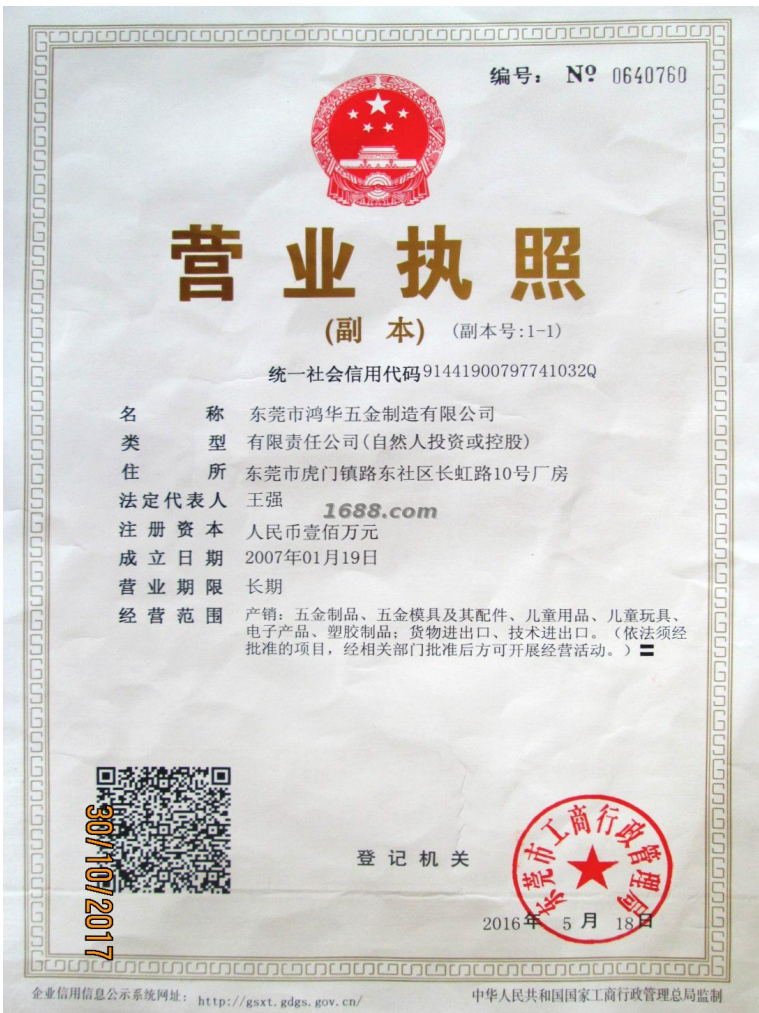 编号： № 0640760
营业执照
(副 本) (副本号:1-1)
统一社会信用代码91441900797741032Q
名 称 东莞市鸿华五金制造有限公司
类 型 有限责任公司(自然人投资或控股)
住 所 东莞市虎门镇路东社区长虹路10号厂房
法定代表人 王强
1688.com
注册资本 人民币壹佰万元
成立日期 2007年01月19日
营业期限 长期
经营范围 产销：五金制品、五金模具及其配件、儿童用品、儿童玩具、
电子产品、塑胶制品；货物进出口、技术进出口。（依法须经
批准的项目，经相关部门批准后方可开展经营活动。）
30/10/2017
登记机关
东莞市工商行政管理局
2016年 5 月 18日
企业信用信息公示系统网址： http://gsxt.gdgs.gov.cn/
中华人民共和国国家工商行政管理总局监制